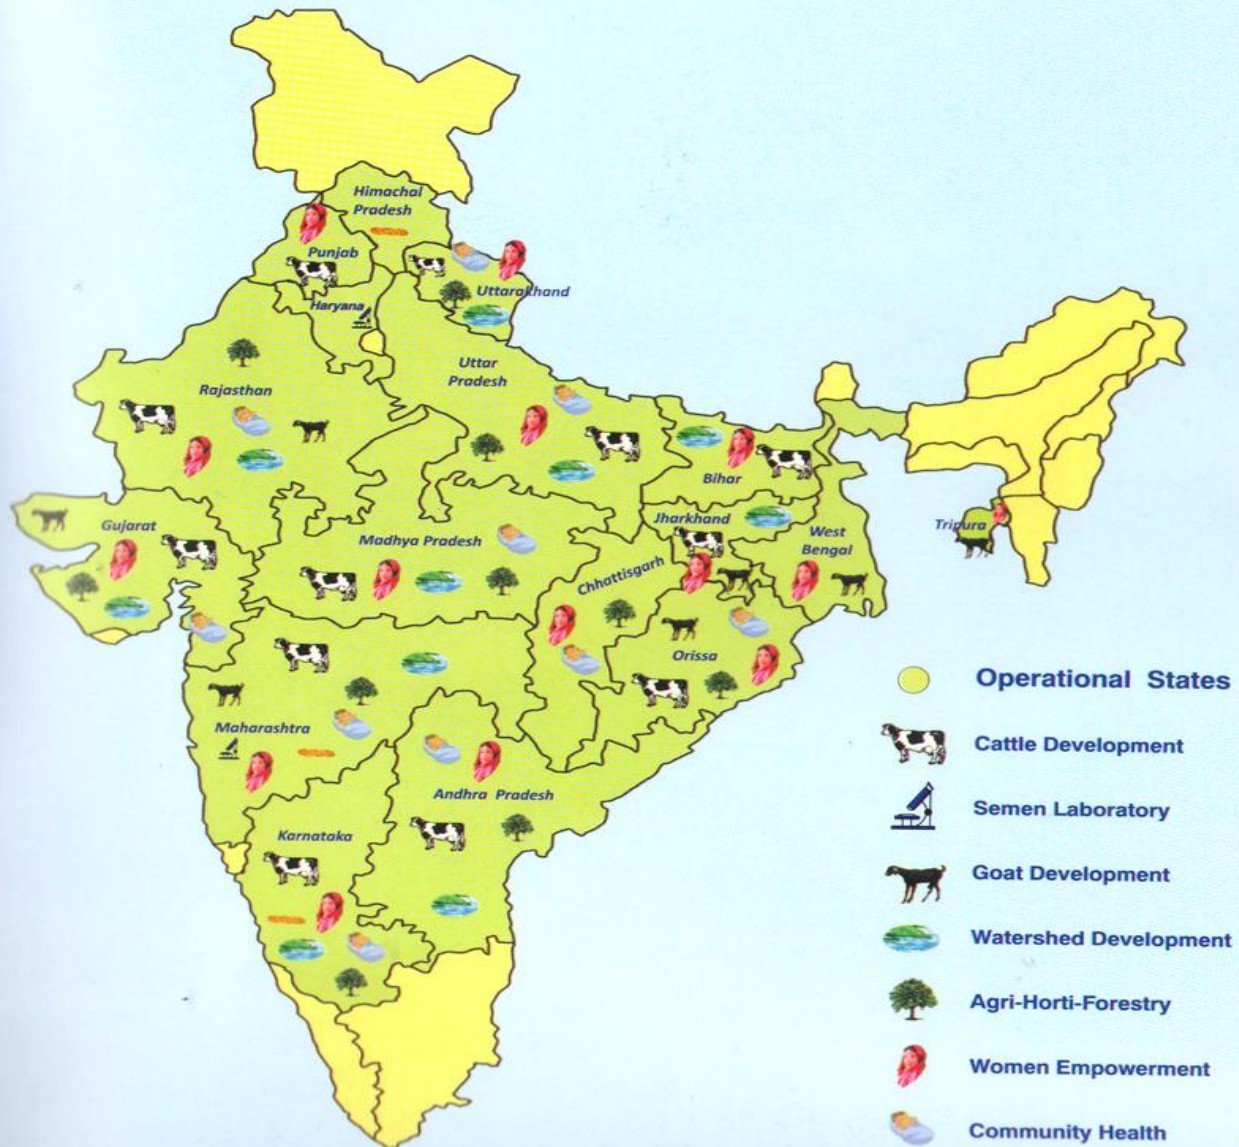 Himachal
Pradesh
Punjab
Uttarakhand
Haryana
Uttar
Pradesh
Rajasthan
Bihar
Gujarat
Madhya Pradesh
Jharkhand
West
Bengal
Tripura
Chhattisgarh
Orissa
Maharashtra
Andhra Pradesh
Karnataka
Operational States
Cattle Development
Semen Laboratory
Goat Development
Watershed Development
Agri-Horti-Forestry
Women Empowerment
Community Health